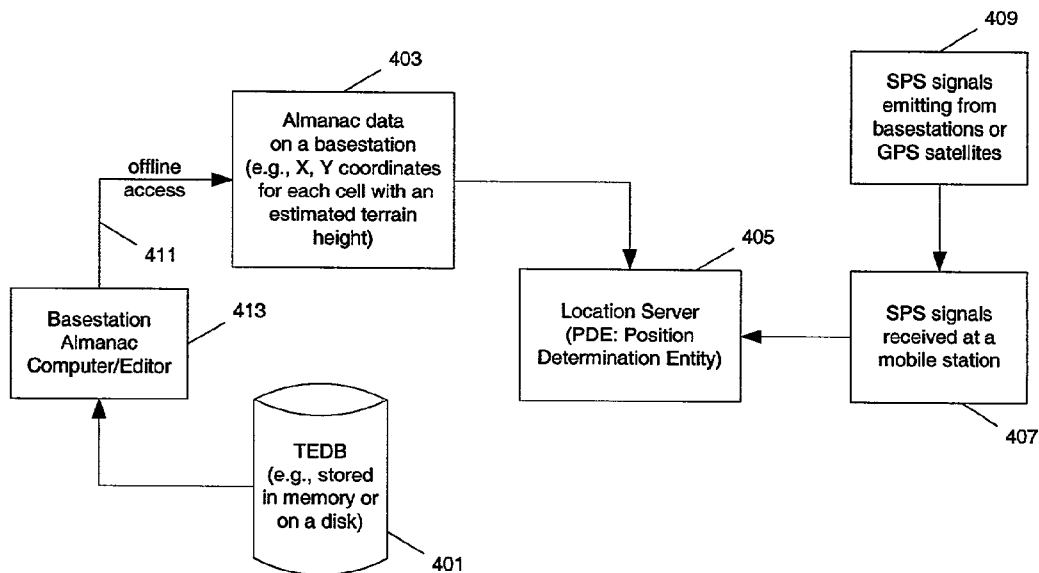 403
Almanac data
on a basestation
(e.g., X, Y coordinates
for each cell with an
estimated terrain
height)
offline
access
411
Basestation
Almanac
Computer/Editor
413
TEDB
(e.g., stored
in memory or
on a disk)
401
405
Location Server
(PDE: Position
Determination Entity)
409
SPS signals
emitting from
basestations or
GPS satellites
SPS signals
received at a
mobile station
407